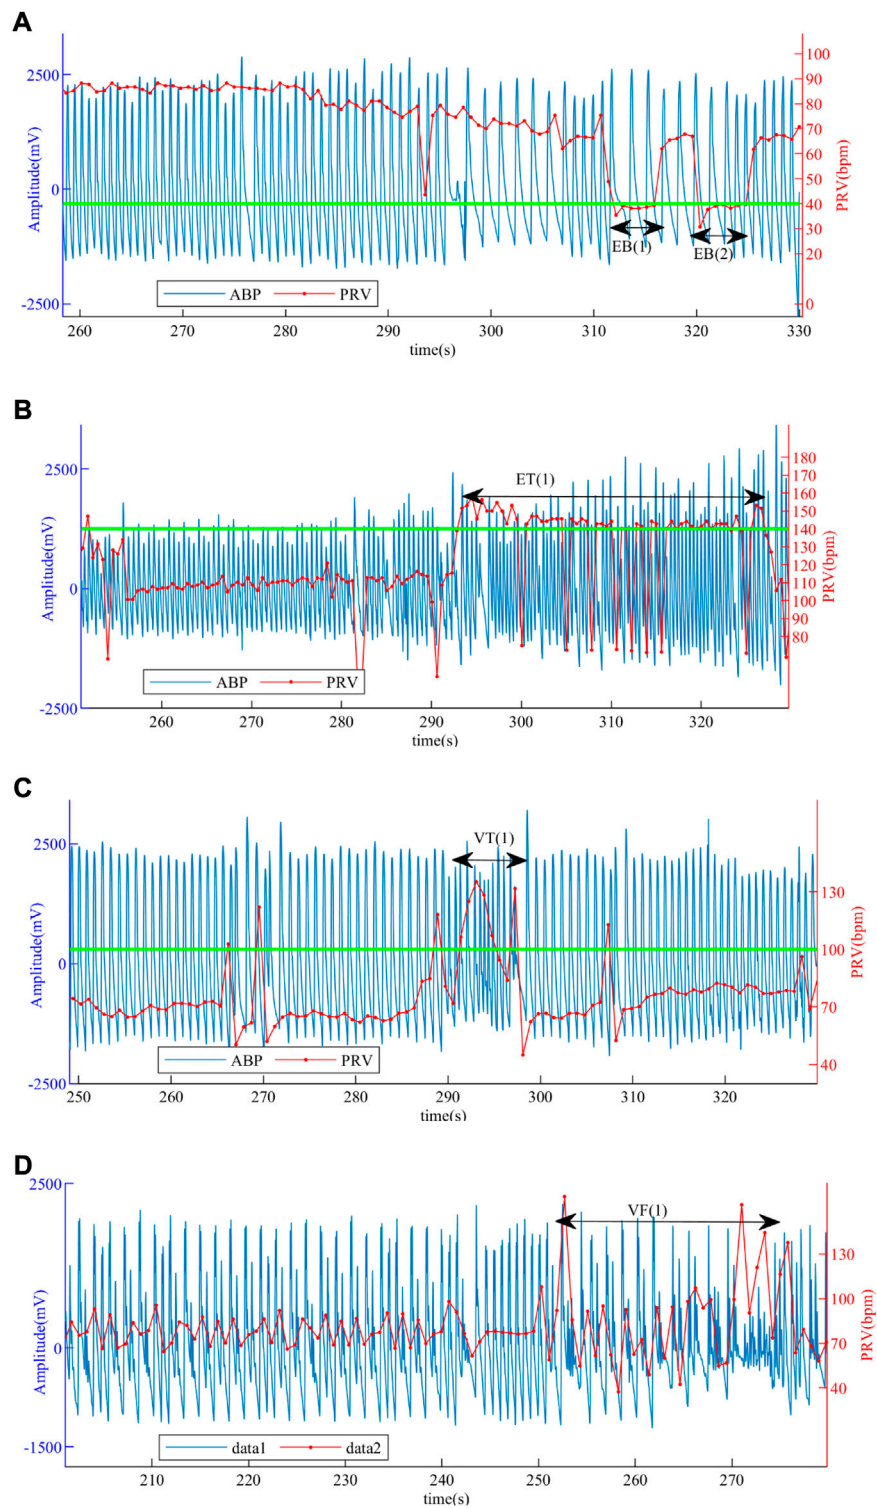 A
Amplitude(mV)
2500
0
-2500
100
90
80
70
60
50
40
30
20
0
PRV(bpm)
EB(1)
EB(2)
ABP
PRV
260 270 280 290 300 310 320 330
time(s)
B
Amplitude(mV)
2500
0
-2500
180
170
160
150
140
130
120
110
100
90
80
PRV(bpm)
ET(1)
ABP
PRV
260 270 280 290 300 310 320
time(s)
C
Amplitude(mV)
2500
0
-2500
130
100
70
40
PRV(bpm)
VT(1)
ABP
PRV
250 260 270 280 290 300 310 320
time(s)
D
Amplitude(mV)
2500
0
-1500
130
100
70
40
PRV(bpm)
VF(1)
data1
data2
210 220 230 240 250 260 270
time(s)